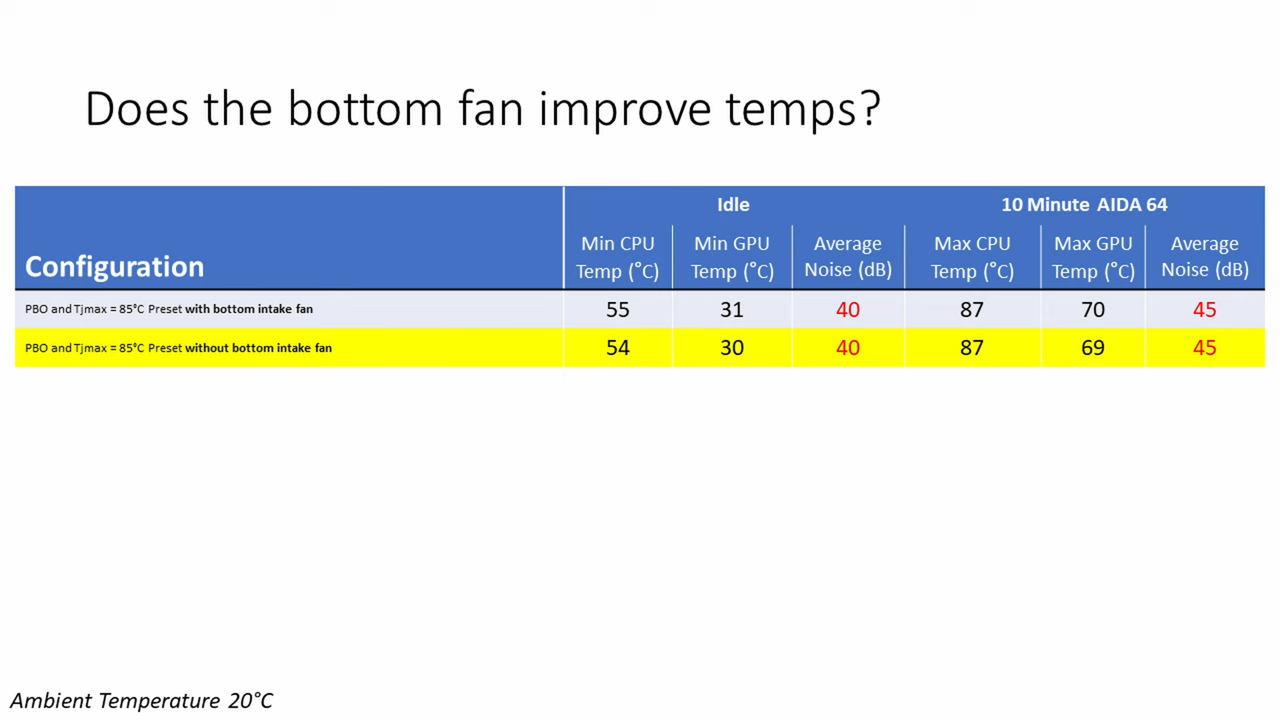 Does the bottom fan improve temps?
Idle
10 Minute AIDA 64
Configuration
Min CPU
Temp (°C)
Min GPU
Temp (°C)
Average
Noise (dB)
Max CPU
Temp (°C)
Max GPU
Temp (°C)
Average
Noise (dB)
PBO and Tjmax = 85°C Preset with bottom intake fan 55 31 40 87 70 45
PBO and Tjmax = 85°C Preset without bottom intake fan 54 30 40 87 69 45
Ambient Temperature 20°C